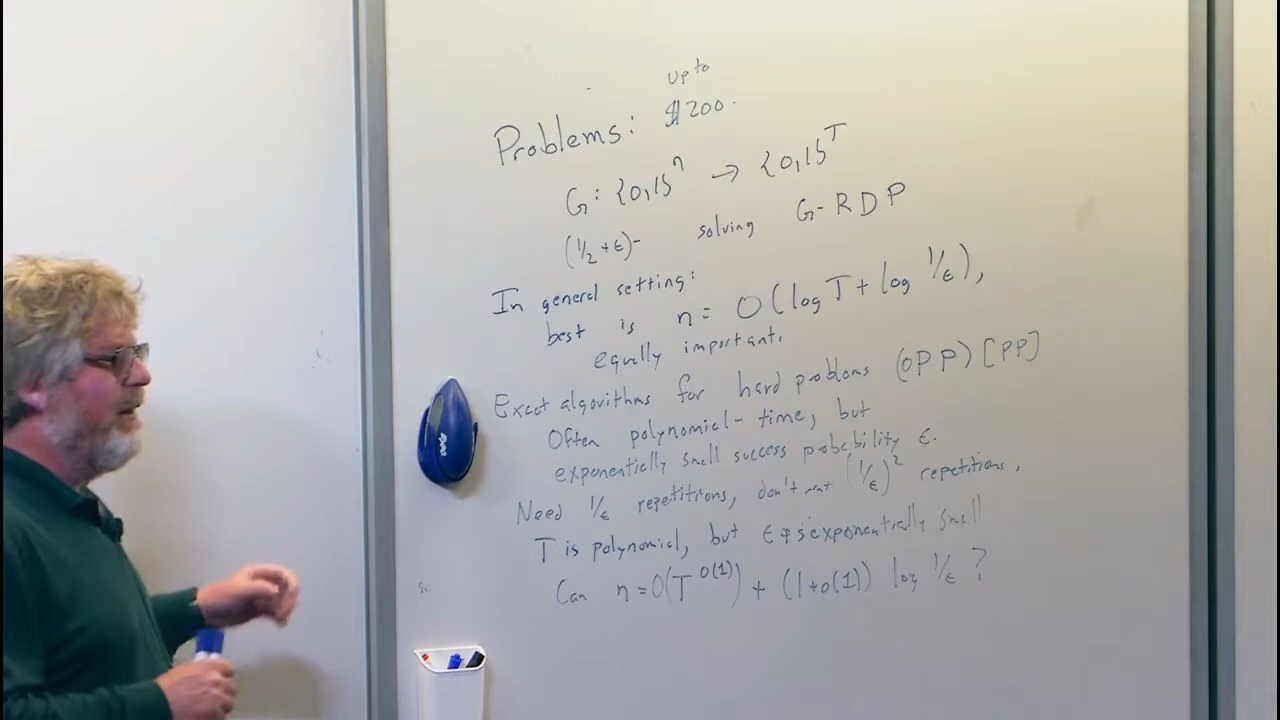 up to
Problems: $200.
G: {0,1}^n → {0,1}^T
(1/2 + ε)- solving G-RDP
In general setting:
best is n = O(log T + log 1/ε),
equally important.
Exact algorithms for hard problems (OPP) [PP]
Often polynomial-time, but
exponentially small success probability ε.
Need 1/ε repetitions, don't want (1/ε)^2 repetitions.
T is polynomial, but ε is exponentially small
Can n = O(T^{o(1)}) + (1+o(1)) log 1/ε ?